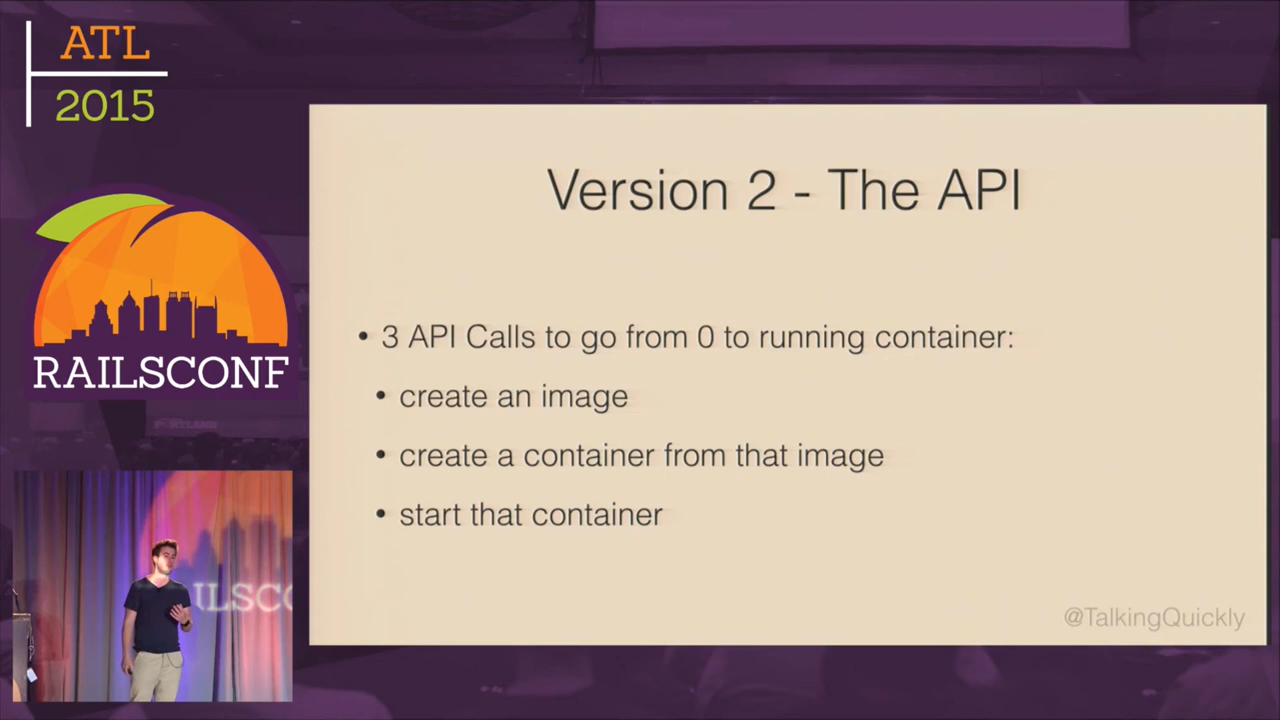 ATL
2015
RAILSCONF
Version 2 - The API
• 3 API Calls to go from 0 to running container:
• create an image
• create a container from that image
• start that container
@TalkingQuickly
ILSC